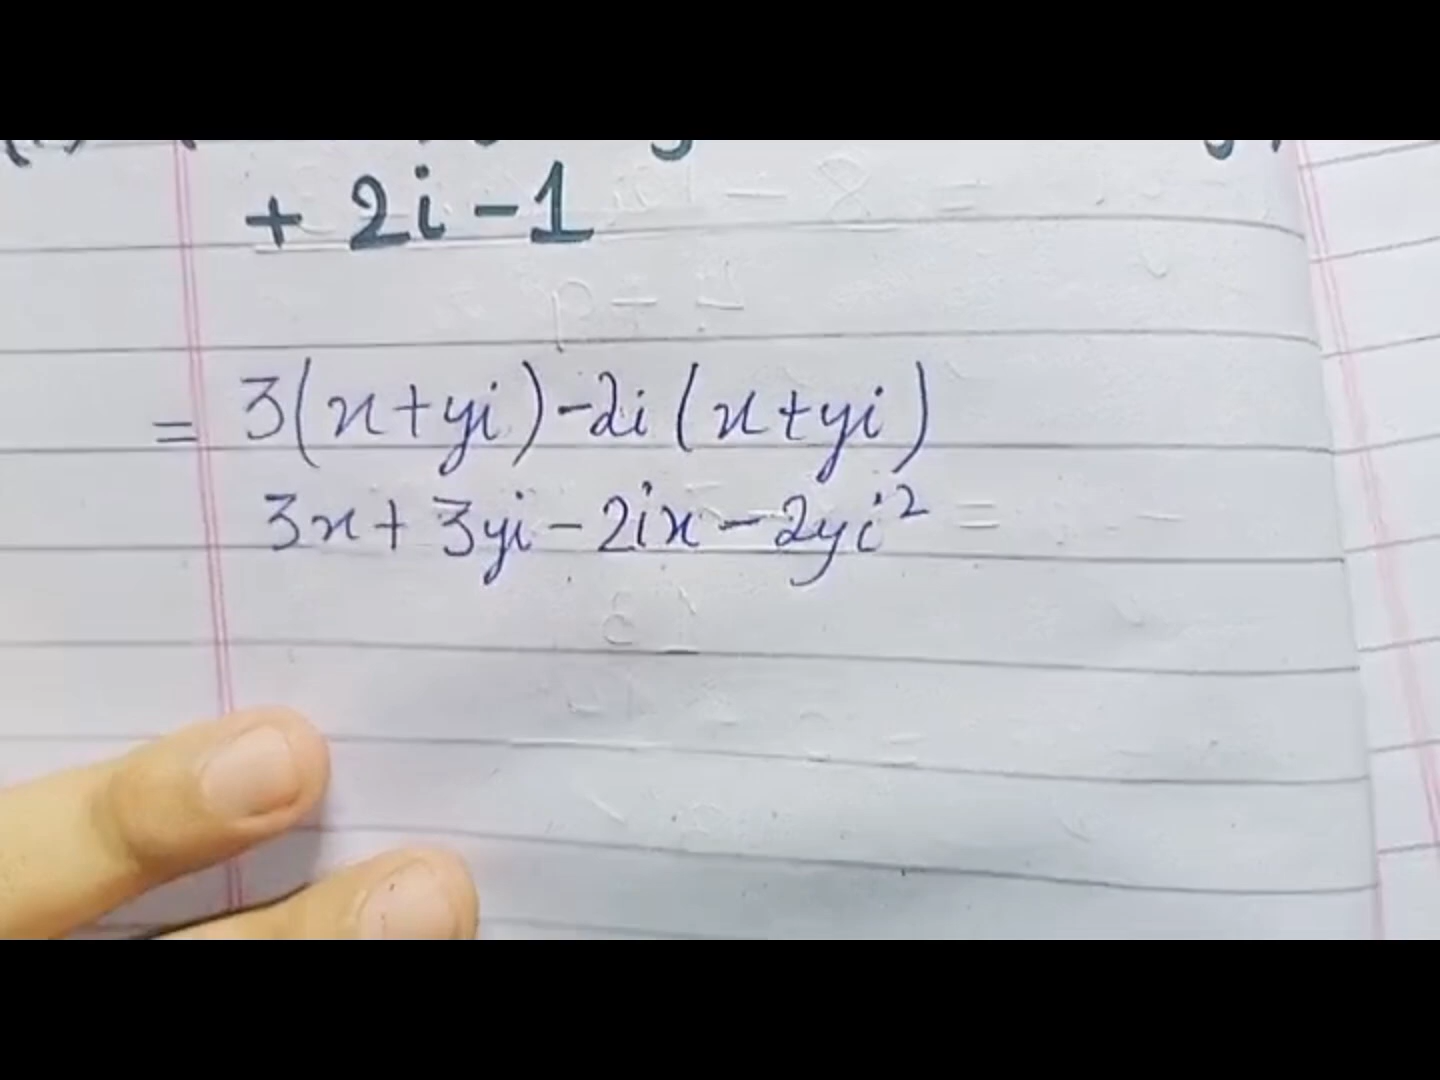 + 2i - 1
= 3(x+yi) - 2i (x+yi)
3x + 3yi - 2ix - 2yi² =